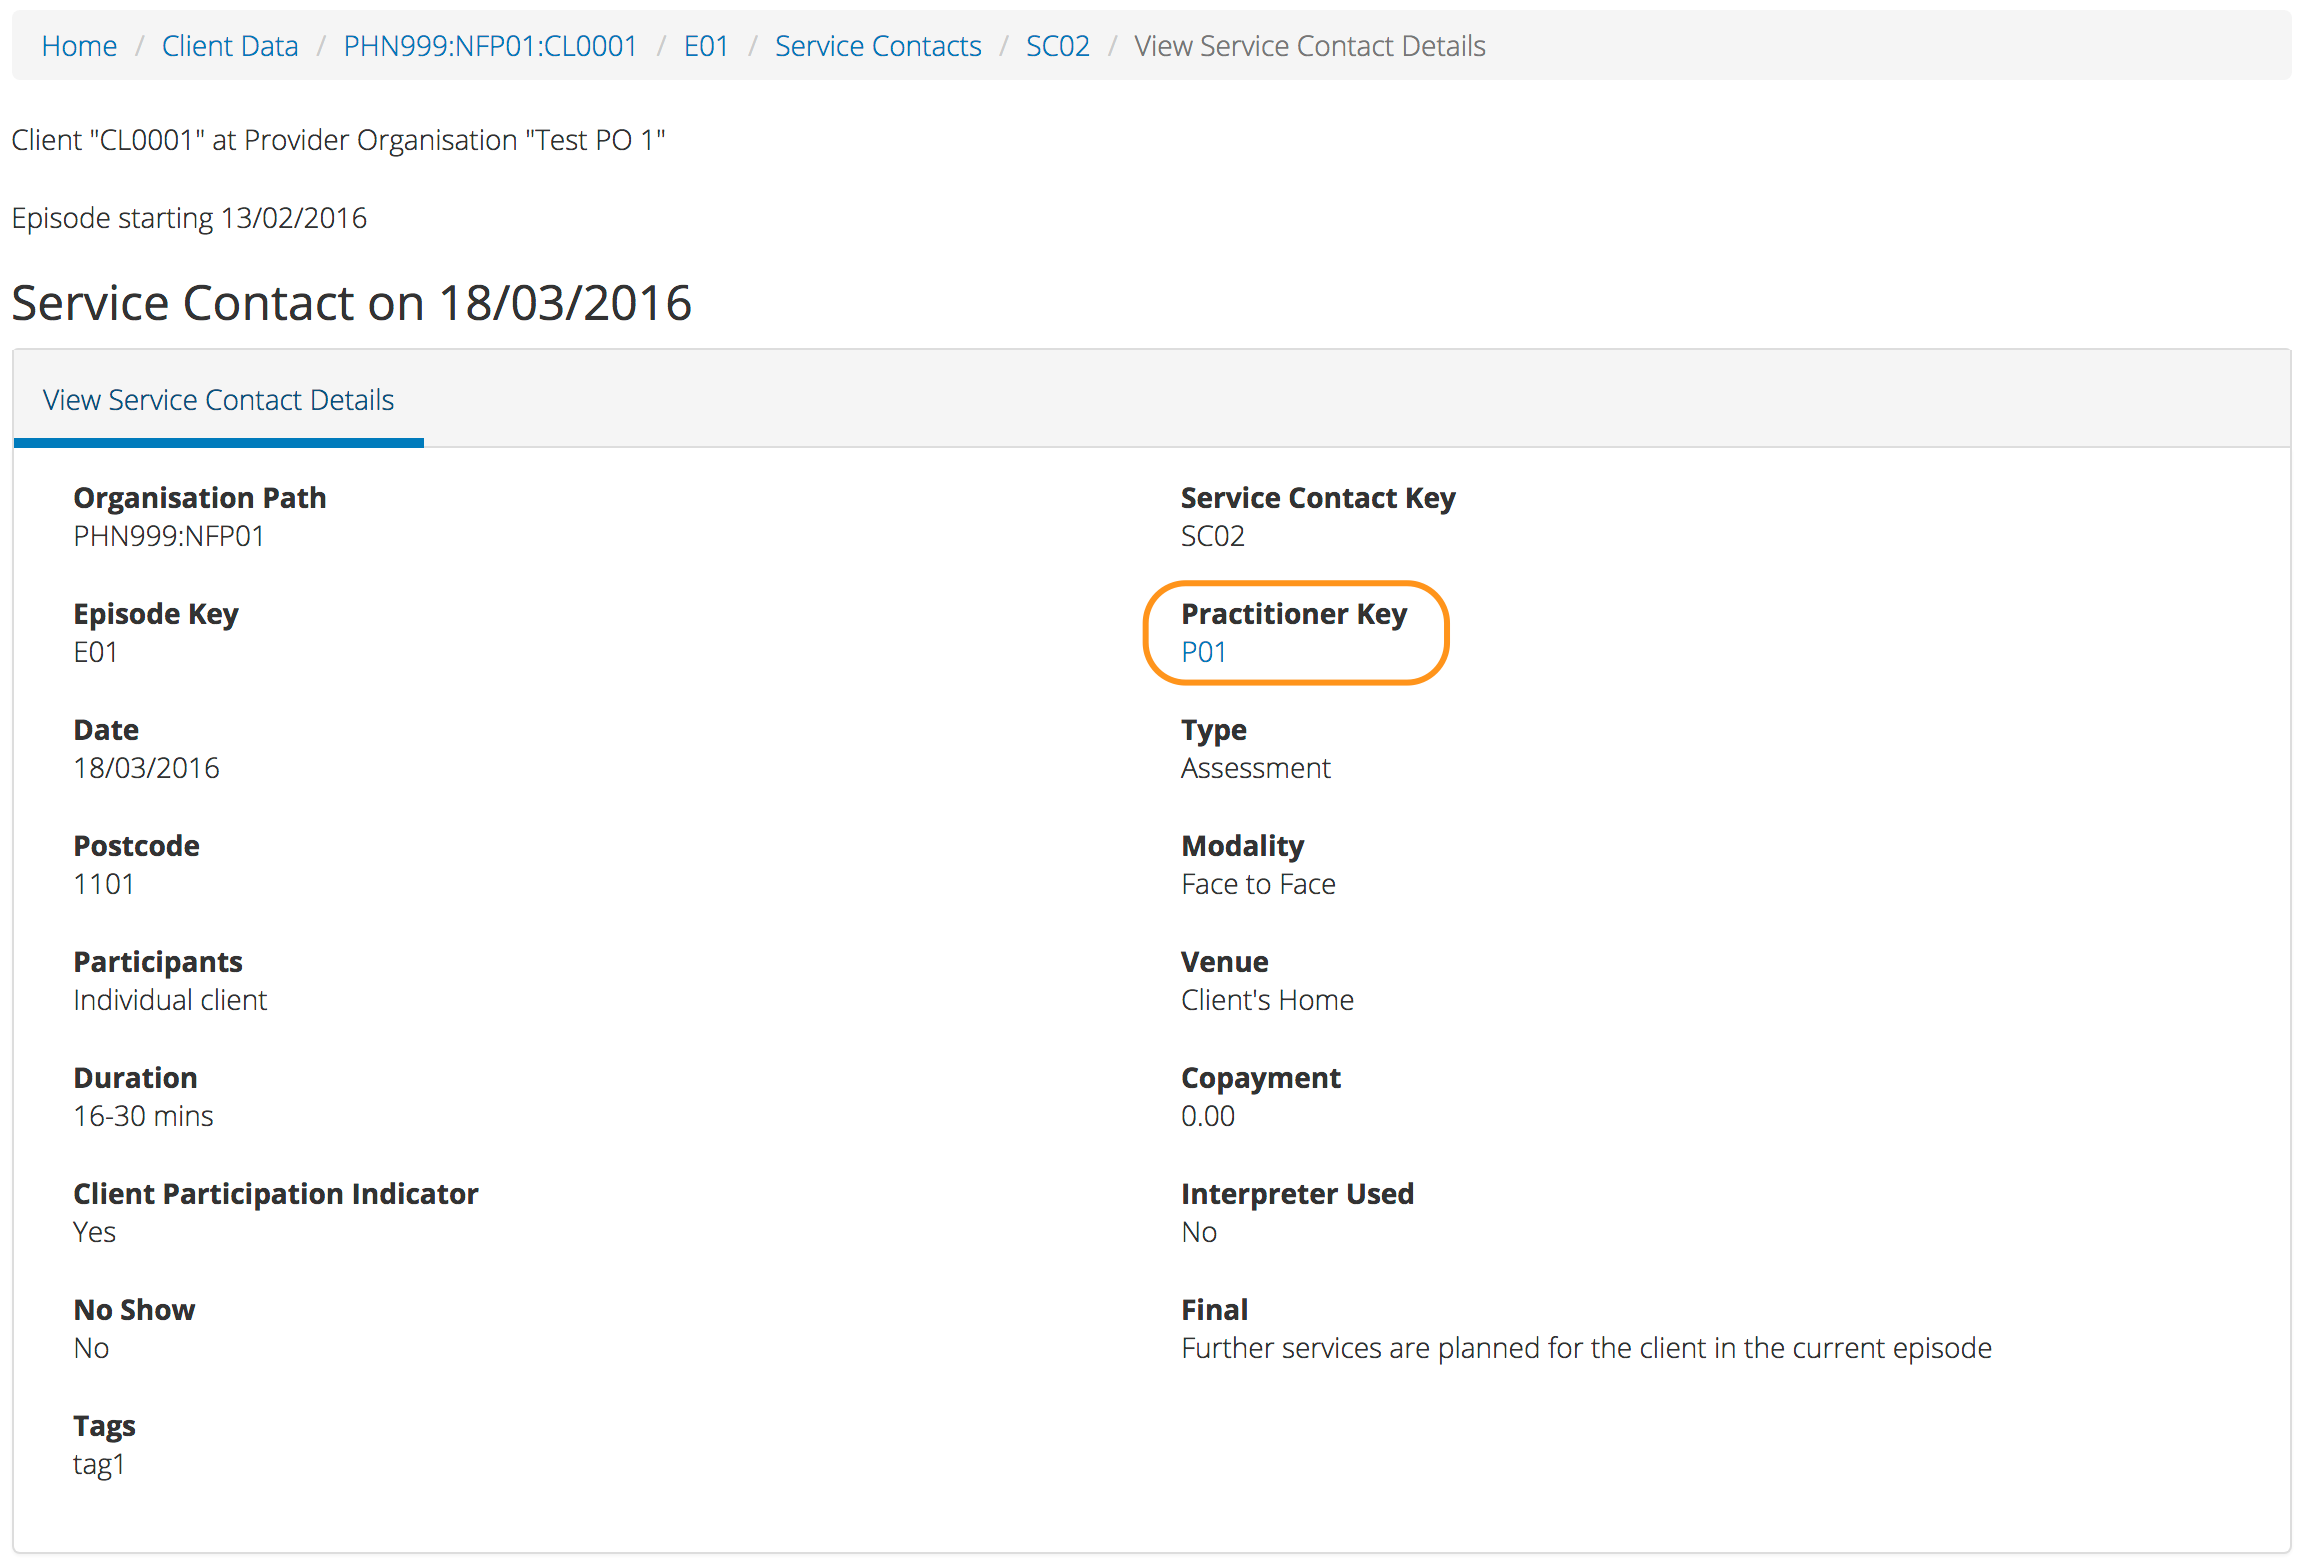 Home / Client Data / PHN999:NFP01:CL0001 / E01 / Service Contacts / SC02 / View Service Contact Details
Client "CL0001" at Provider Organisation "Test PO 1"
Episode starting 13/02/2016
Service Contact on 18/03/2016
View Service Contact Details
Organisation Path
PHN999:NFP01
Service Contact Key
SC02
Episode Key
E01
Practitioner Key
P01
Date
18/03/2016
Type
Assessment
Postcode
1101
Modality
Face to Face
Participants
Individual client
Venue
Client's Home
Duration
16-30 mins
Copayment
0.00
Client Participation Indicator
Yes
Interpreter Used
No
No Show
No
Final
Further services are planned for the client in the current episode
Tags
tag1